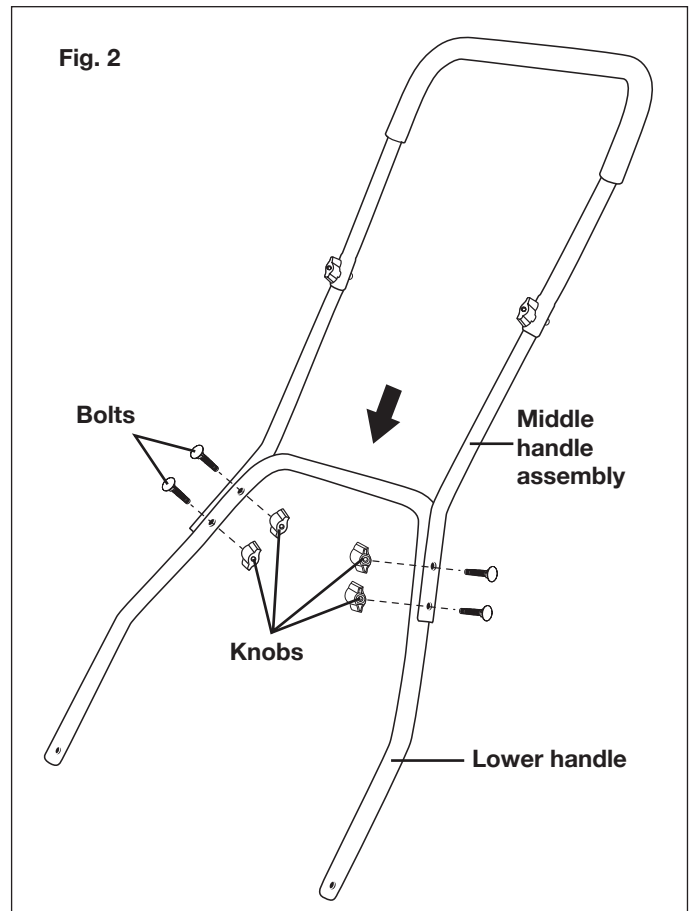 Fig. 2
Bolts
Middle
handle
assembly
Knobs
Lower handle